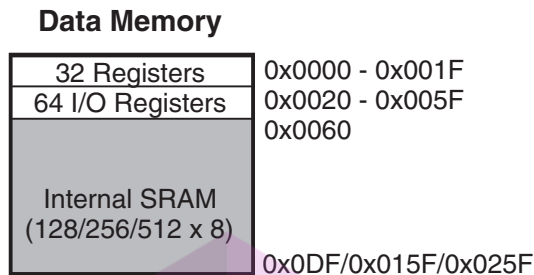 Data Memory
32 Registers 0x0000 - 0x001F
64 I/O Registers 0x0020 - 0x005F
0x0060
Internal SRAM
(128/256/512 x 8)
0x0DF/0x015F/0x025F